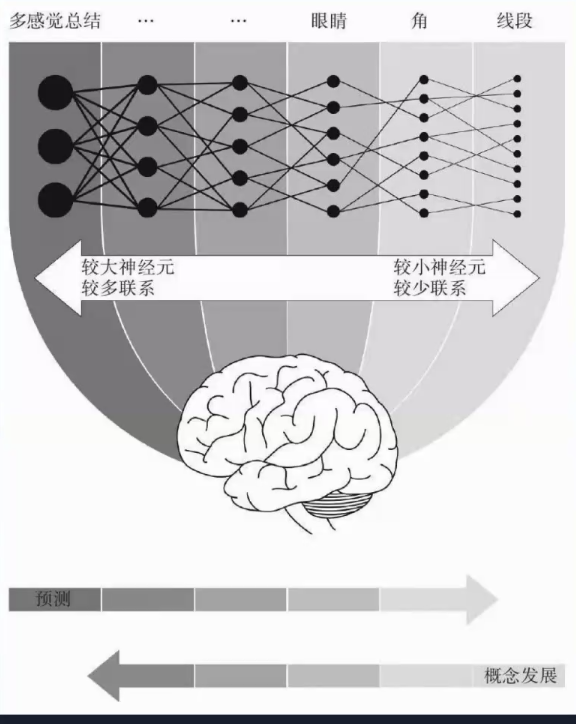 多感觉总结 … … 眼睛 角 线段
较大神经元 较小神经元
较多联系 较少联系
预测
概念发展